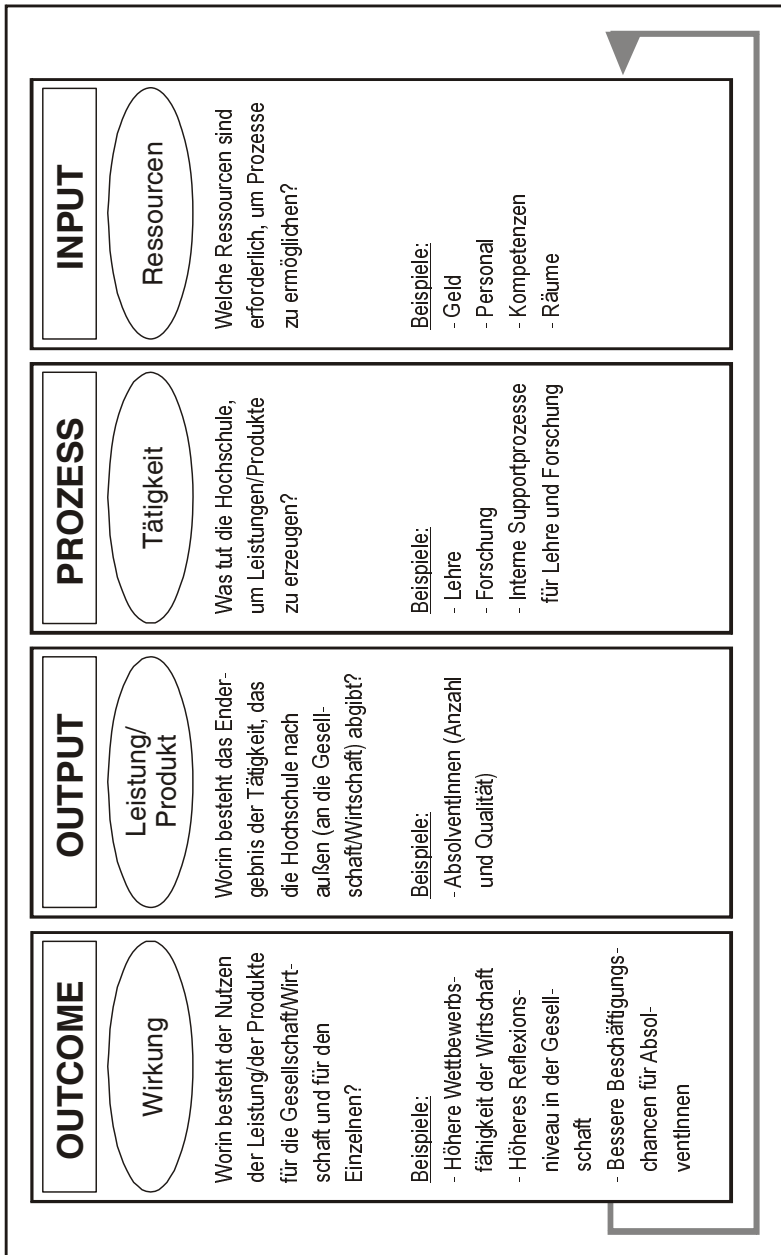 OUTCOME
Wirkung
Worin besteht der Nutzen
der Leistung/der Produkte
für die Gesellschaft/Wirt-
schaft und für den
Einzelnen?
Beispiele:
- Höhere Wettbewerbs-
fähigkeit der Wirtschaft
- Höheres Reflexions-
niveau in der Gesell-
schaft
- Bessere Beschäftigungs-
chancen für Absol-
ventInnen
OUTPUT
Leistung/
Produkt
Worin besteht das Ender-
gebnis der Tätigkeit, das
die Hochschule nach
außen (an die Gesell-
schaft/Wirtschaft) abgibt?
Beispiele:
- AbsolventInnen (Anzahl
und Qualität)
PROZESS
Tätigkeit
Was tut die Hochschule,
um Leistungen/Produkte
zu erzeugen?
Beispiele:
- Lehre
- Forschung
- Interne Supportprozesse
für Lehre und Forschung
INPUT
Ressourcen
Welche Ressourcen sind
erforderlich, um Prozesse
zu ermöglichen?
Beispiele:
- Geld
- Personal
- Kompetenzen
- Räume